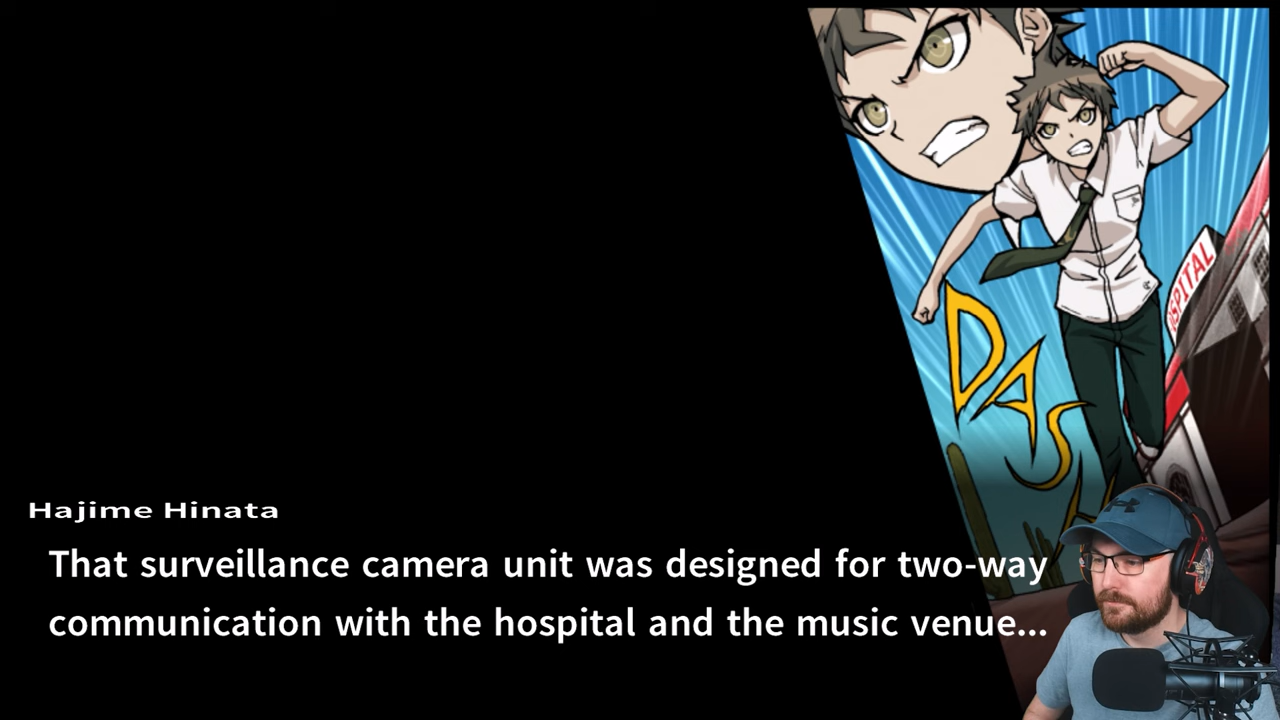 SPITAL
DASH
Hajime Hinata
That surveillance camera unit was designed for two-way
communication with the hospital and the music venue...